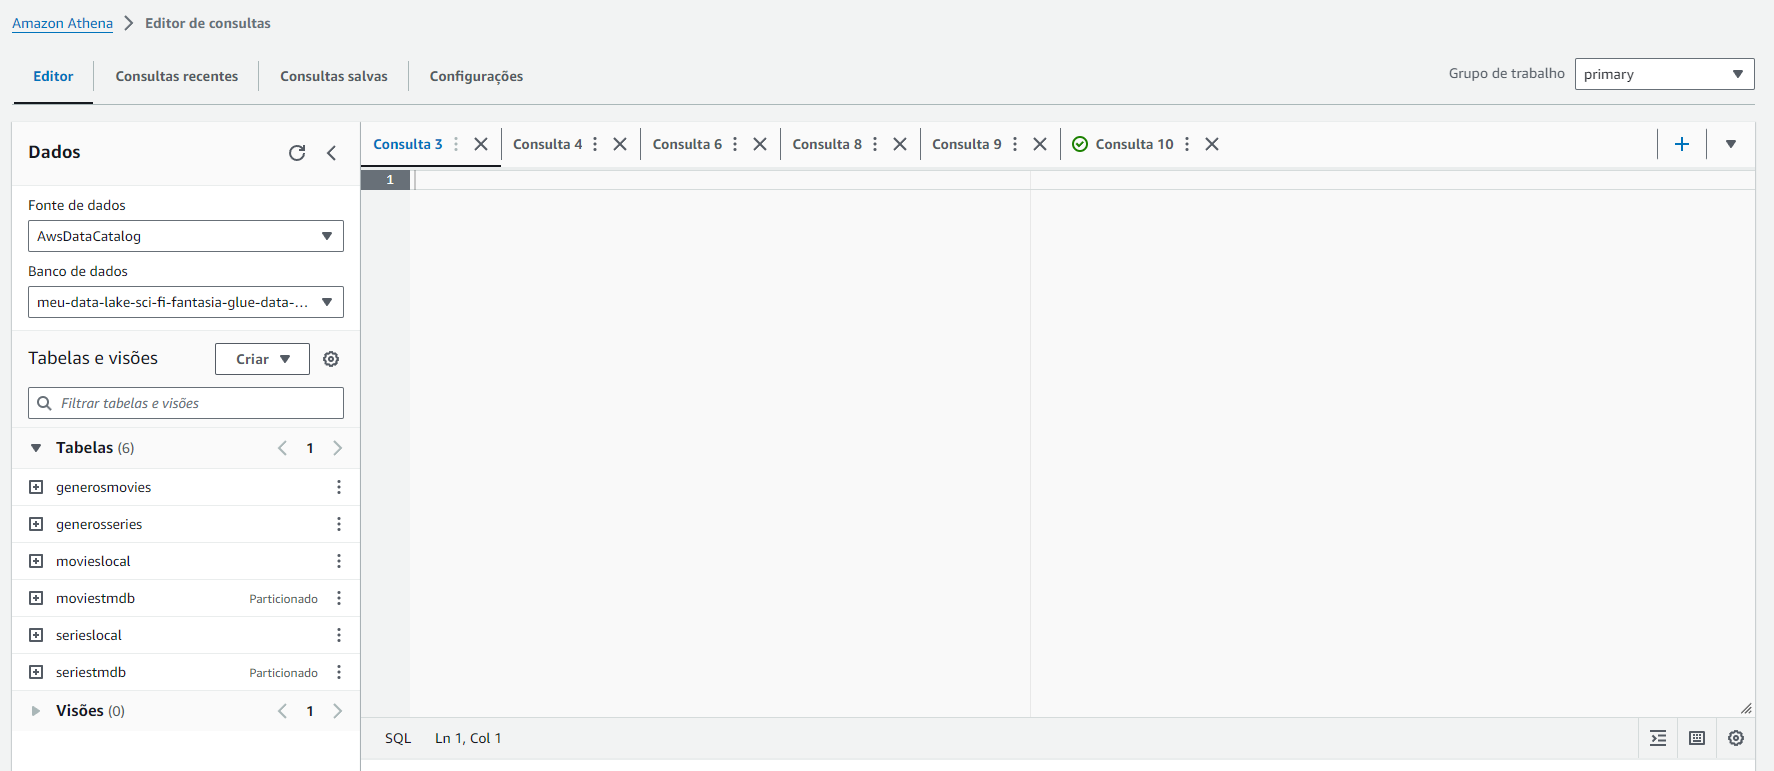 Amazon Athena > Editor de consultas
Editor Consultas recentes Consultas salvas Configurações
Grupo de trabalho primary
Dados
Fonte de dados
AwsDataCatalog
Banco de dados
meu-data-lake-sci-fi-fantasia-glue-data-...
Tabelas e visões Criar
Filtrar tabelas e visões
Tabelas (6) < 1 >
generosmovies
generosseries
movieslocal
moviestmdb Particionado
serieslocal
seriestmdb Particionado
Visões (0) < 1 >
Consulta 3 Consulta 4 Consulta 6 Consulta 8 Consulta 9 Consulta 10
1
SQL Ln 1, Col 1